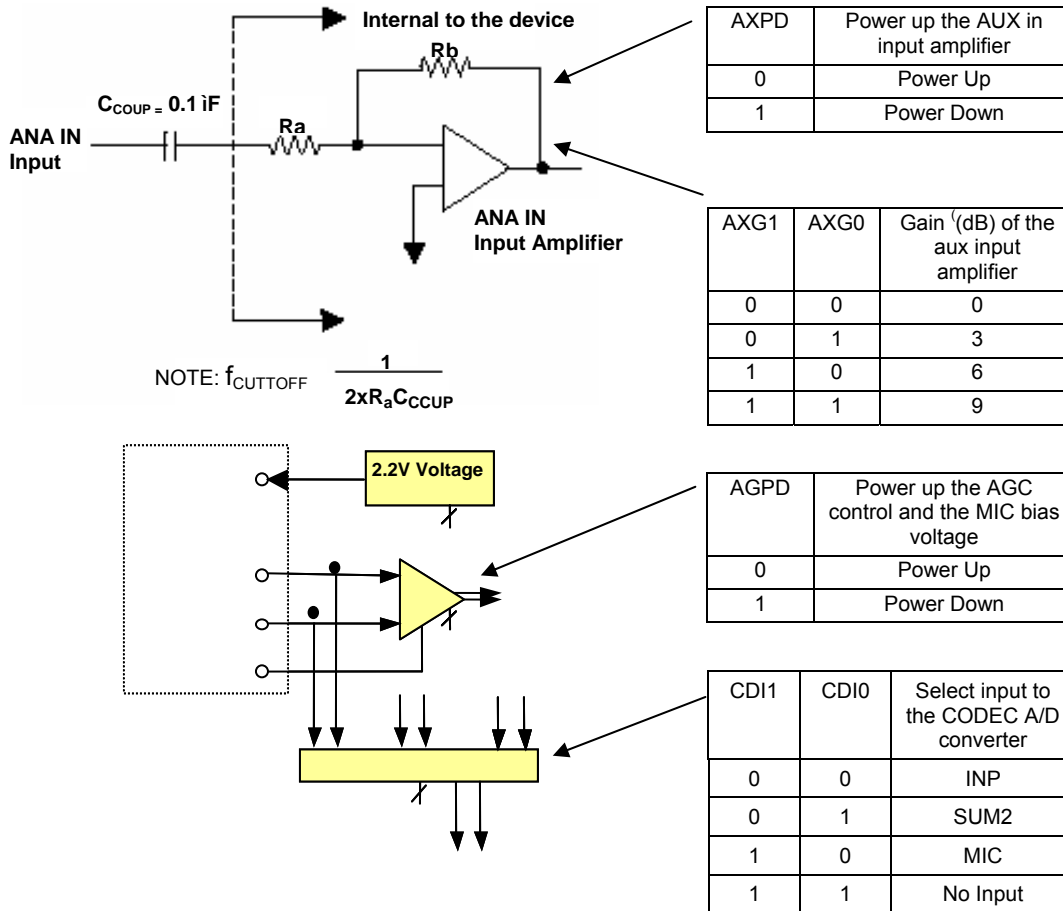 Internal to the device
Rb
C_COUP = 0.1 ìF
Ra
ANA IN
Input
ANA IN
Input Amplifier
NOTE: f_CUTTOFF 1
2xR_aC_CCUP
2.2V Voltage
AXPD Power up the AUX in
input amplifier
0 Power Up
1 Power Down
AXG1 AXG0 Gain ⁽(dB) of the
aux input
amplifier
0 0 0
0 1 3
1 0 6
1 1 9
AGPD Power up the AGC
control and the MIC bias
voltage
0 Power Up
1 Power Down
CDI1 CDI0 Select input to
the CODEC A/D
converter
0 0 INP
0 1 SUM2
1 0 MIC
1 1 No Input